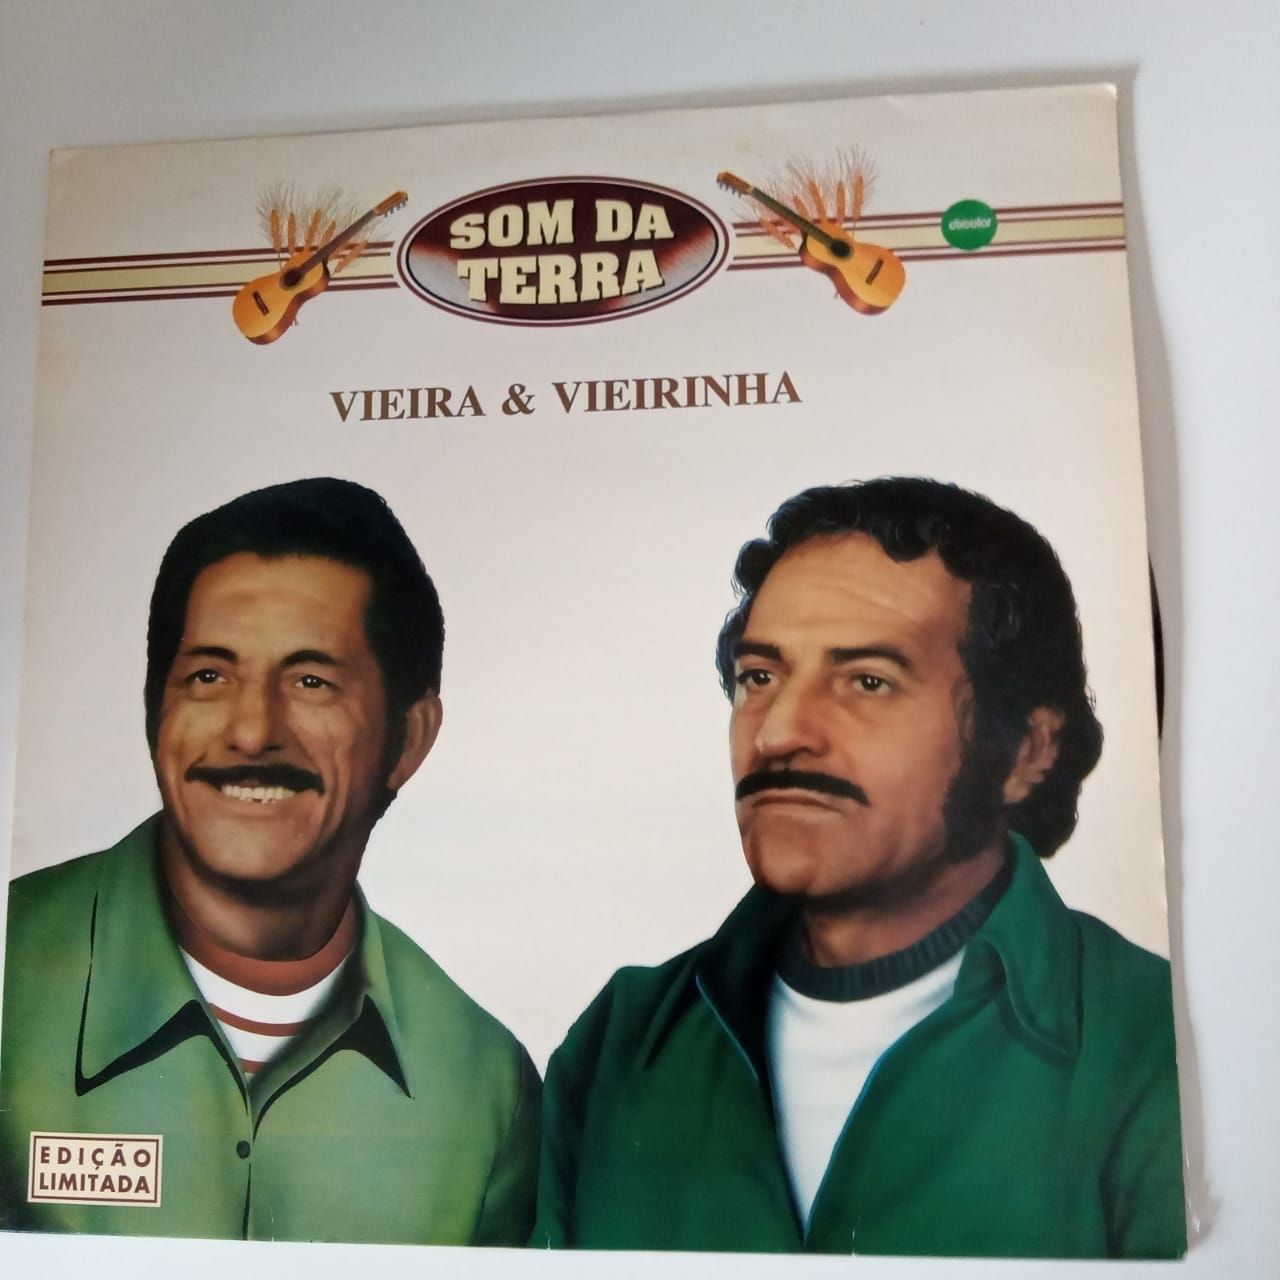 SOM DA
TERRA
VIEIRA & VIEIRINHA
EDIÇÃO
LIMITADA